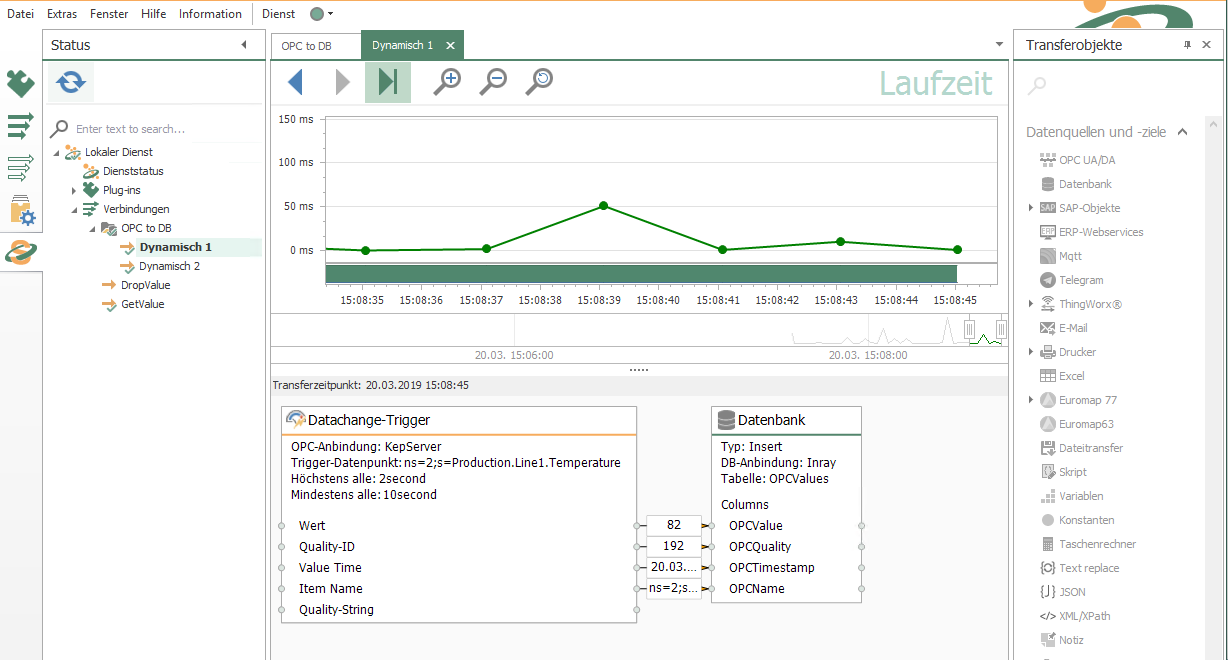 Datei Extras Fenster Hilfe Information Dienst
Status
Enter text to search...
Lokaler Dienst
Dienststatus
Plug-ins
Verbindungen
OPC to DB
Dynamisch 1
Dynamisch 2
DropValue
GetValue
OPC to DB Dynamisch 1
Laufzeit
150 ms
100 ms
50 ms
0 ms
15:08:35 15:08:36 15:08:37 15:08:38 15:08:39 15:08:40 15:08:41 15:08:42 15:08:43 15:08:44 15:08:45
20.03. 15:06:00 20.03. 15:08:00
Transferzeitpunkt: 20.03.2019 15:08:45
Datachange-Trigger
OPC-Anbindung: KepServer
Trigger-Datenpunkt: ns=2;s=Production.Line1.Temperature
Höchstens alle: 2second
Mindestens alle: 10second
Wert
Quality-ID
Value Time
Item Name
Quality-String
82
192
20.03....
ns=2;s...
Datenbank
Typ: Insert
DB-Anbindung: Inray
Tabelle: OPCValues
Columns
OPCValue
OPCQuality
OPCTimestamp
OPCName
Transferobjekte
Datenquellen und -ziele
OPC UA/DA
Datenbank
SAP SAP-Objekte
ERP ERP-Webservices
Mqtt
Telegram
ThingWorx®
E-Mail
Drucker
Excel
Euromap 77
Euromap63
Dateitransfer
Skript
Variablen
Konstanten
Taschenrechner
Text replace
JSON
XML/XPath
Notiz